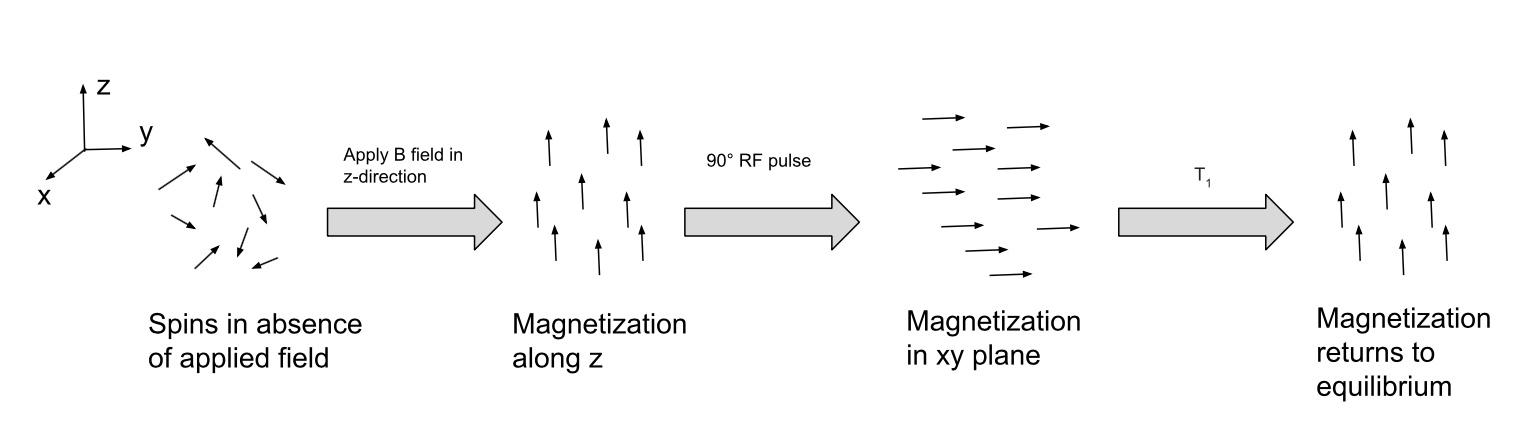 z
y
x
Apply B field in
z-direction
90° RF pulse
T₁
Spins in absence
of applied field
Magnetization
along z
Magnetization
in xy plane
Magnetization
returns to
equilibrium